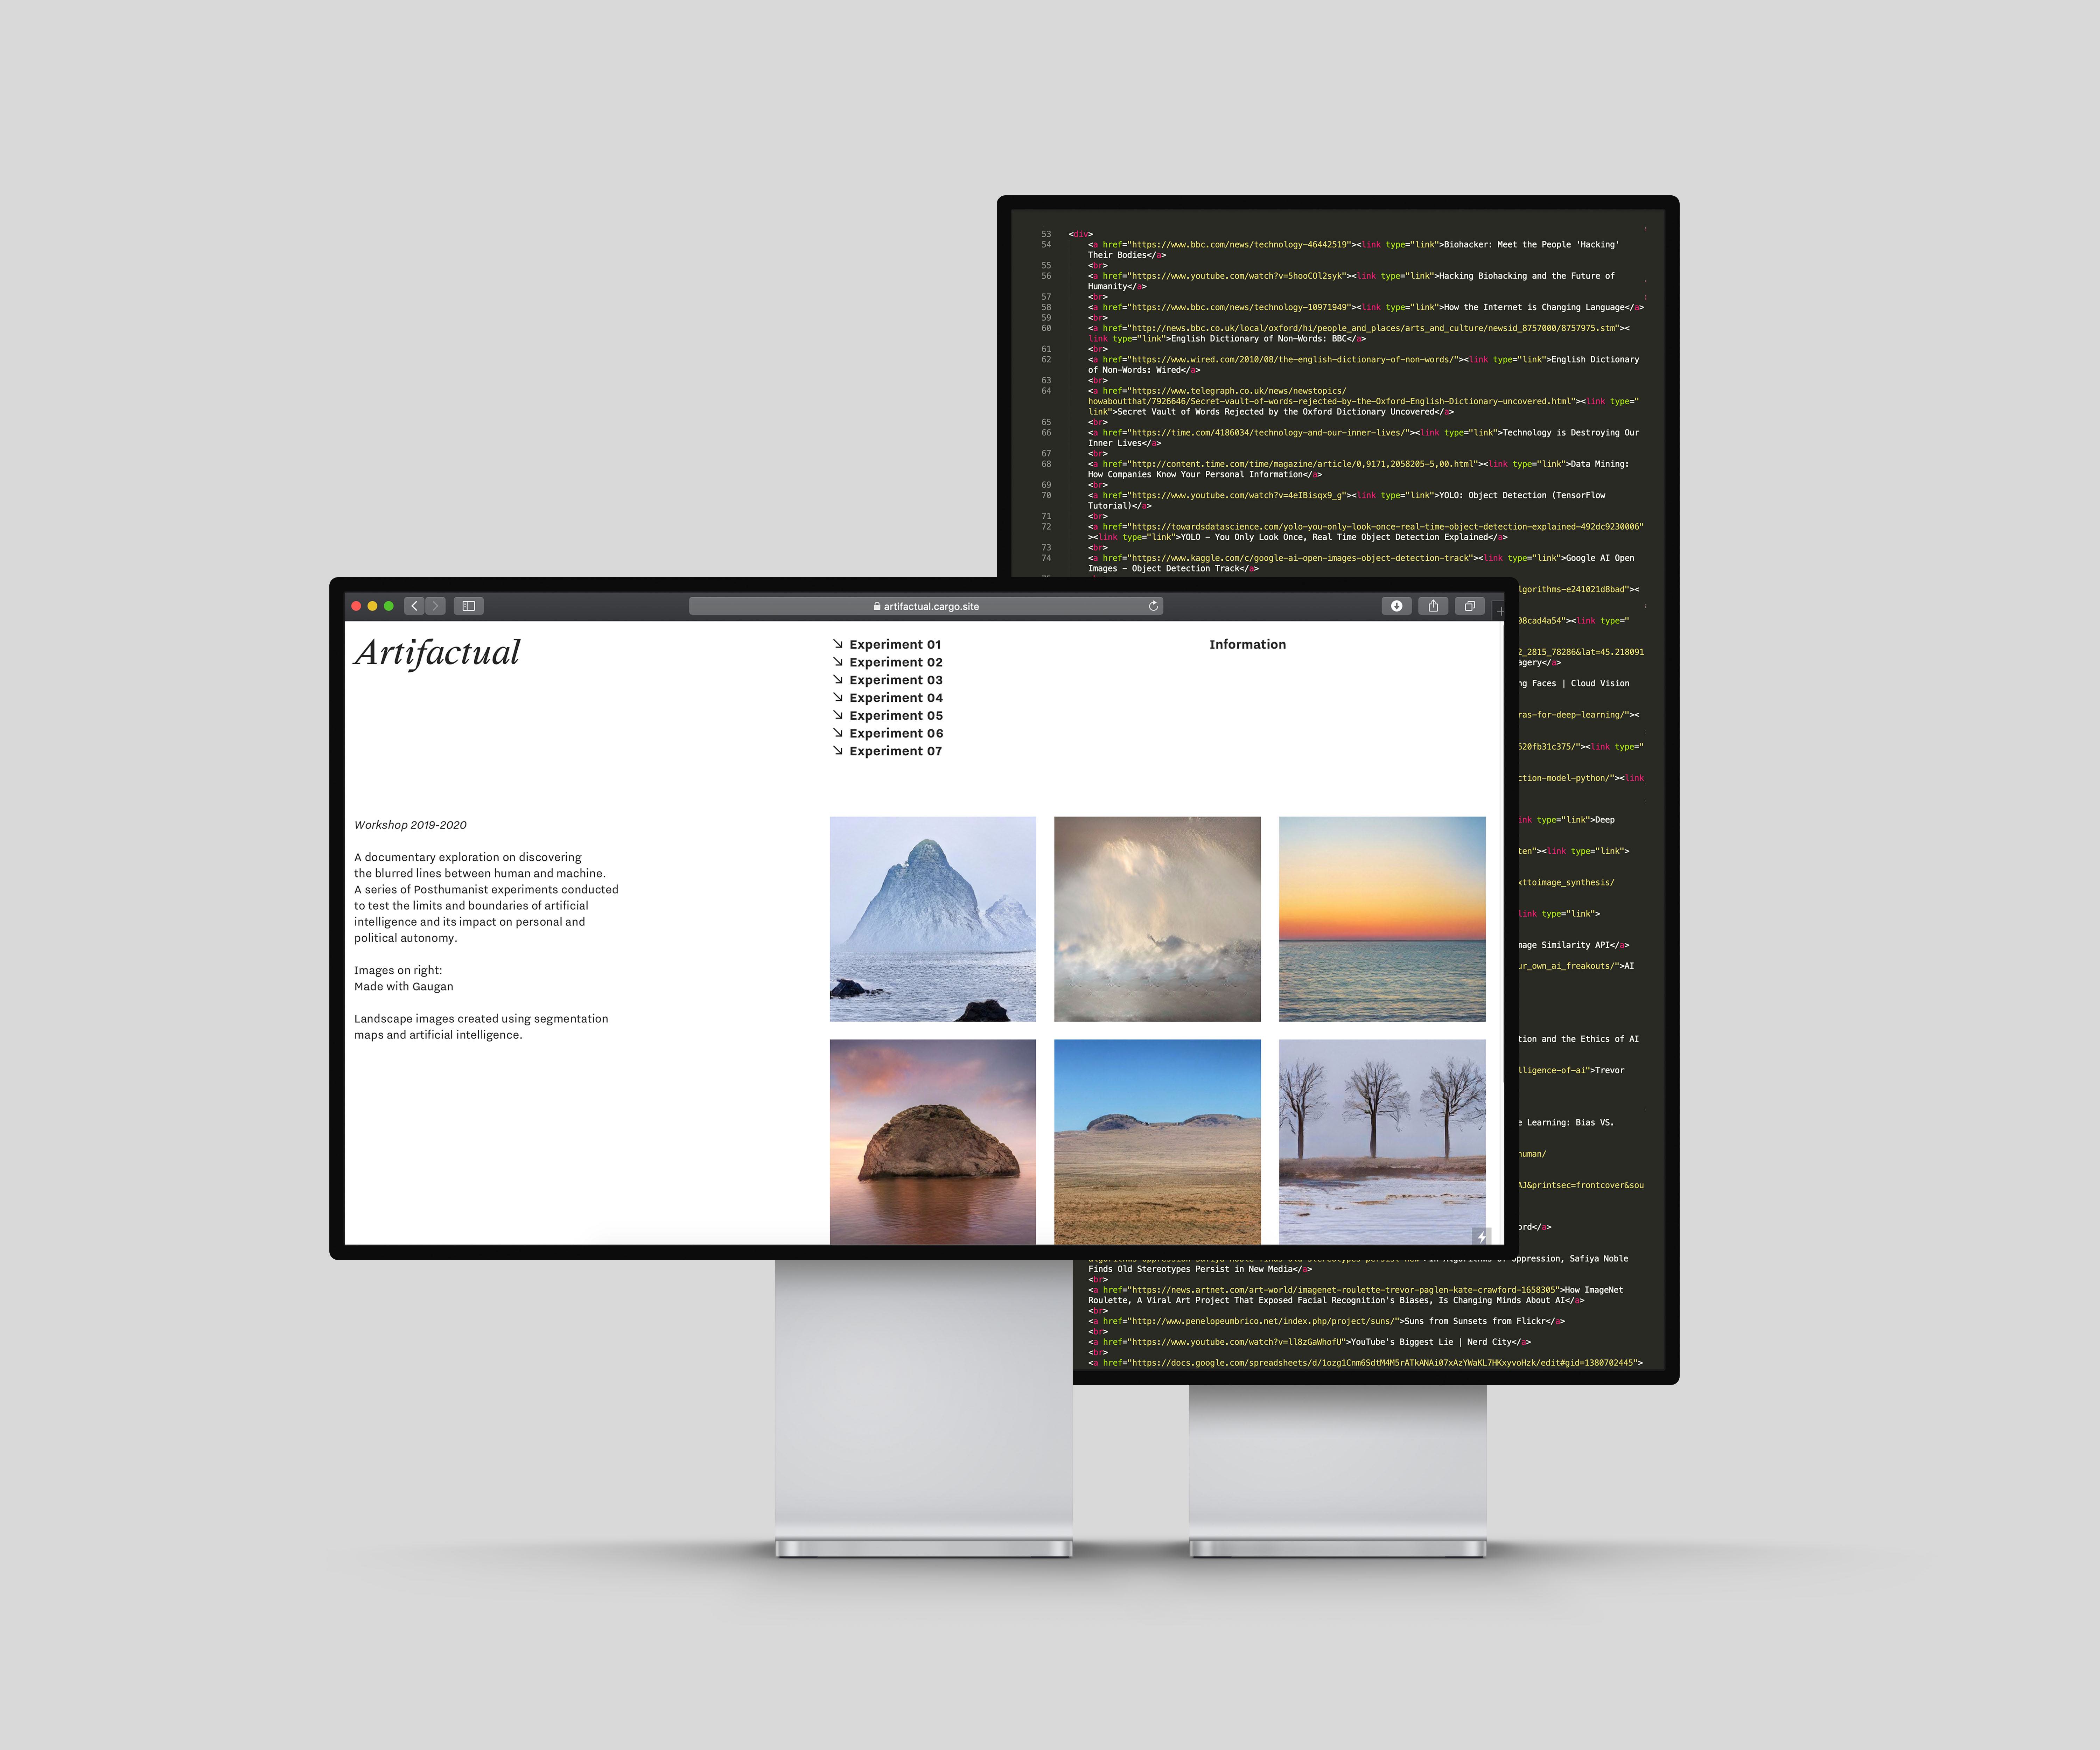 53 <div>
54 <a href="https://www.bbc.com/news/technology-46442519"><link type="link">Biohacker: Meet the People 'Hacking'
Their Bodies</a>
55 <br>
56 <a href="https://www.youtube.com/watch?v=5hooCOl2syk"><link type="link">Hacking Biohacking and the Future of
Humanity</a>
57 <br>
58 <a href="https://www.bbc.com/news/technology-10971949"><link type="link">How the Internet is Changing Language</a>
59 <br>
60 <a href="http://news.bbc.co.uk/local/oxford/hi/people_and_places/arts_and_culture/newsid_8757000/8757975.stm"><
link type="link">English Dictionary of Non-Words: BBC</a>
61 <br>
62 <a href="https://www.wired.com/2010/08/the-english-dictionary-of-non-words/"><link type="link">English Dictionary
of Non-Words: Wired</a>
63 <br>
64 <a href="https://www.telegraph.co.uk/news/newstopics/
howaboutthat/7926646/Secret-vault-of-words-rejected-by-the-Oxford-English-Dictionary-uncovered.html"><link type="
link">Secret Vault of Words Rejected by the Oxford Dictionary Uncovered</a>
65 <br>
66 <a href="https://time.com/4186034/technology-and-our-inner-lives/"><link type="link">Technology is Destroying Our
Inner Lives</a>
67 <br>
68 <a href="http://content.time.com/time/magazine/article/0,9171,2058205-5,00.html"><link type="link">Data Mining:
How Companies Know Your Personal Information</a>
69 <br>
70 <a href="https://www.youtube.com/watch?v=4eIBisqx9_g"><link type="link">YOLO: Object Detection (TensorFlow
Tutorial)</a>
71 <br>
72 <a href="https://towardsdatascience.com/yolo-you-only-look-once-real-time-object-detection-explained-492dc9230006"
><link type="link">YOLO – You Only Look Once, Real Time Object Detection Explained</a>
73 <br>
74 <a href="https://www.kaggle.com/c/google-ai-open-images-object-detection-track"><link type="link">Google AI Open
Images – Object Detection Track</a>
lgorithms-e241021d8bad"><
08cad4a54"><link type="
2_2815_78286&lat=45.218091
agery</a>
ng Faces | Cloud Vision
ras-for-deep-learning/"><
520fb31c375/"><link type="
ction-model-python/"><link
ink type="link">Deep
ten"><link type="link">
xttoimage_synthesis/
link type="link">
mage Similarity API</a>
ur_own_ai_freakouts/">AI
tion and the Ethics of AI
lligence-of-ai">Trevor
e Learning: Bias VS.
human/
AJ&printsec=frontcover&sou
ord</a>
ppression, Safiya Noble
Finds Old Stereotypes Persist in New Media</a>
<br>
<a href="https://news.artnet.com/art-world/imagenet-roulette-trevor-paglen-kate-crawford-1658305">How ImageNet
Roulette, A Viral Art Project That Exposed Facial Recognition's Biases, Is Changing Minds About AI</a>
<br>
<a href="http://www.penelopeumbrico.net/index.php/project/suns/">Suns from Sunsets from Flickr</a>
<br>
<a href="https://www.youtube.com/watch?v=ll8zGaWhofU">YouTube's Biggest Lie | Nerd City</a>
<br>
<a href="https://docs.google.com/spreadsheets/d/1ozg1Cnm6SdtM4M5rATkANAi07xAzYWaKL7HKxyvoHzk/edit#gid=1380702445">
artifactual.cargo.site
Artifactual
↘ Experiment 01
↘ Experiment 02
↘ Experiment 03
↘ Experiment 04
↘ Experiment 05
↘ Experiment 06
↘ Experiment 07
Information
Workshop 2019-2020
A documentary exploration on discovering
the blurred lines between human and machine.
A series of Posthumanist experiments conducted
to test the limits and boundaries of artificial
intelligence and its impact on personal and
political autonomy.
Images on right:
Made with Gaugan
Landscape images created using segmentation
maps and artificial intelligence.